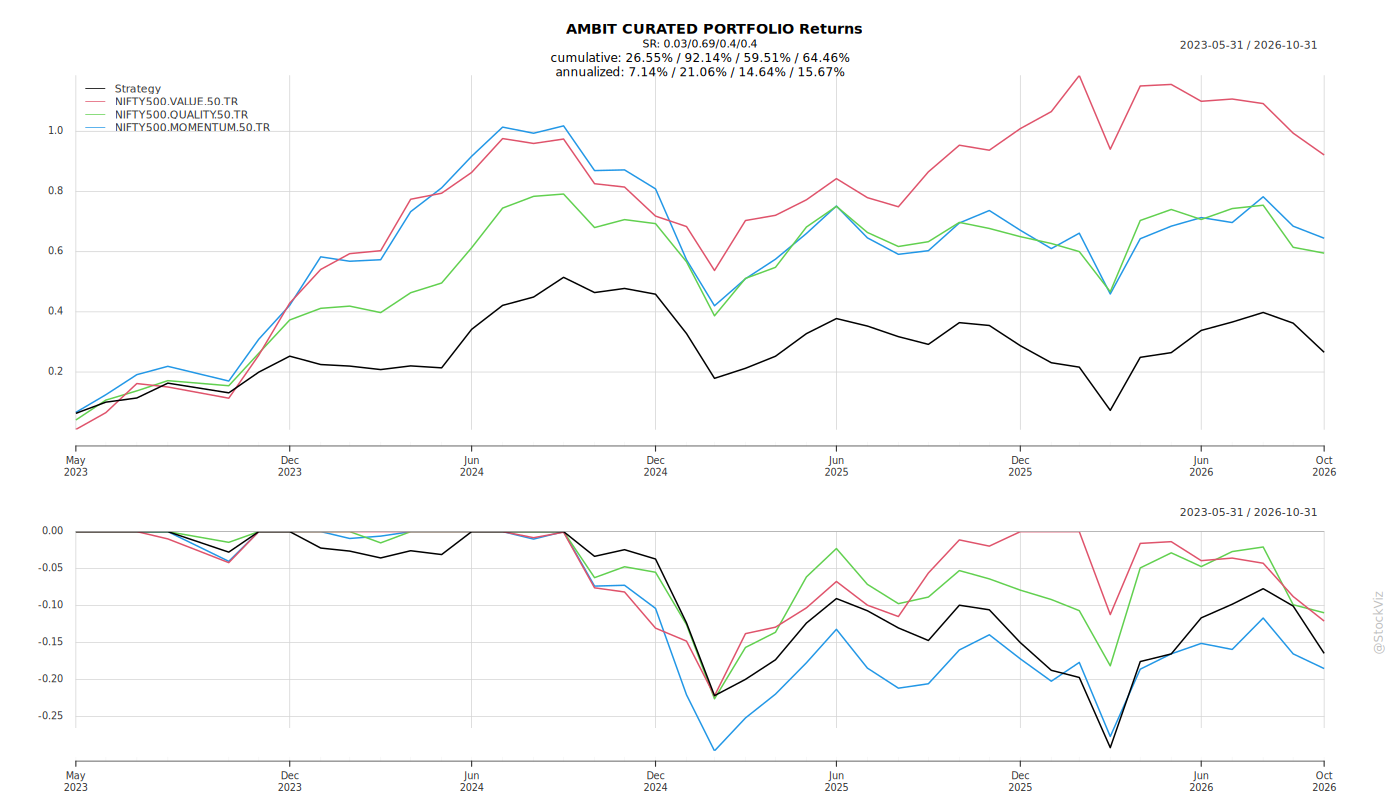 AMBIT CURATED PORTFOLIO Returns
SR: 0.03/0.69/0.4/0.4
cumulative: 26.55% / 92.14% / 59.51% / 64.46%
annualized: 7.14% / 21.06% / 14.64% / 15.67%
2023-05-31 / 2026-10-31
Strategy
NIFTY500.VALUE.50.TR
NIFTY500.QUALITY50.TR
NIFTY500.MOMENTUM.50.TR
1.0
0.8
0.6
0.4
0.2
May Dec Jun Dec Jun Dec Jun Oct
2023 2023 2024 2024 2025 2025 2026 2026
2023-05-31 / 2026-10-31
0.00
-0.05
-0.10
-0.15
-0.20
-0.25
May Dec Jun Dec Jun Dec Jun Oct
2023 2023 2024 2024 2025 2025 2026 2026
@StockViz